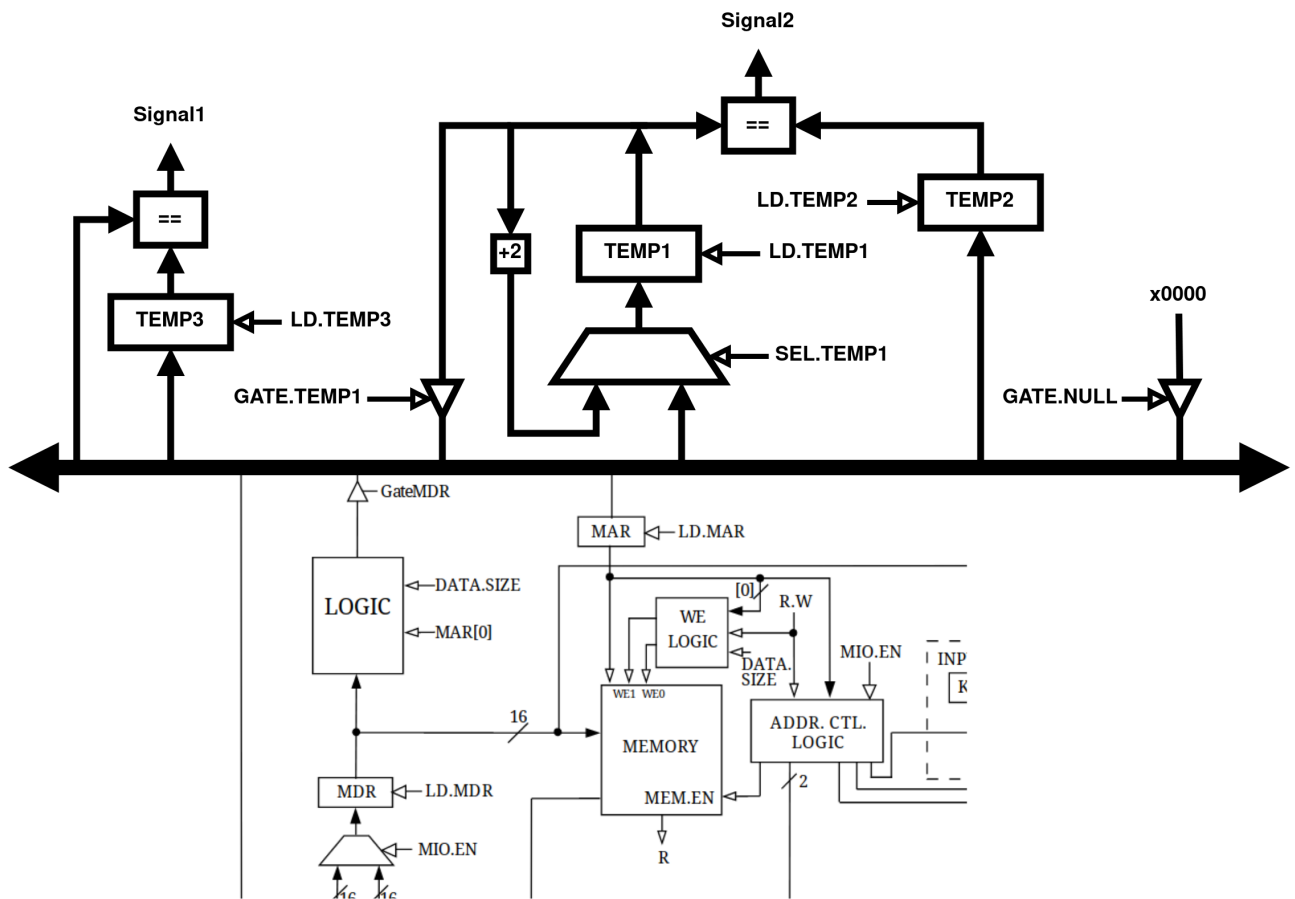 Signal2
Signal1
==
==
LD.TEMP2
TEMP2
+2
TEMP1
LD.TEMP1
x0000
TEMP3
LD.TEMP3
SEL.TEMP1
GATE.TEMP1
GATE.NULL
GateMDR
MAR
LD.MAR
LOGIC
DATA.SIZE
MAR[0]
[0]
R.W
WE
LOGIC
DATA.
SIZE
MIO.EN
INP
K
WE1 WE0
16
MEMORY
ADDR. CTL.
LOGIC
MDR
LD.MDR
MEM.EN
2
MIO.EN
R
16
16